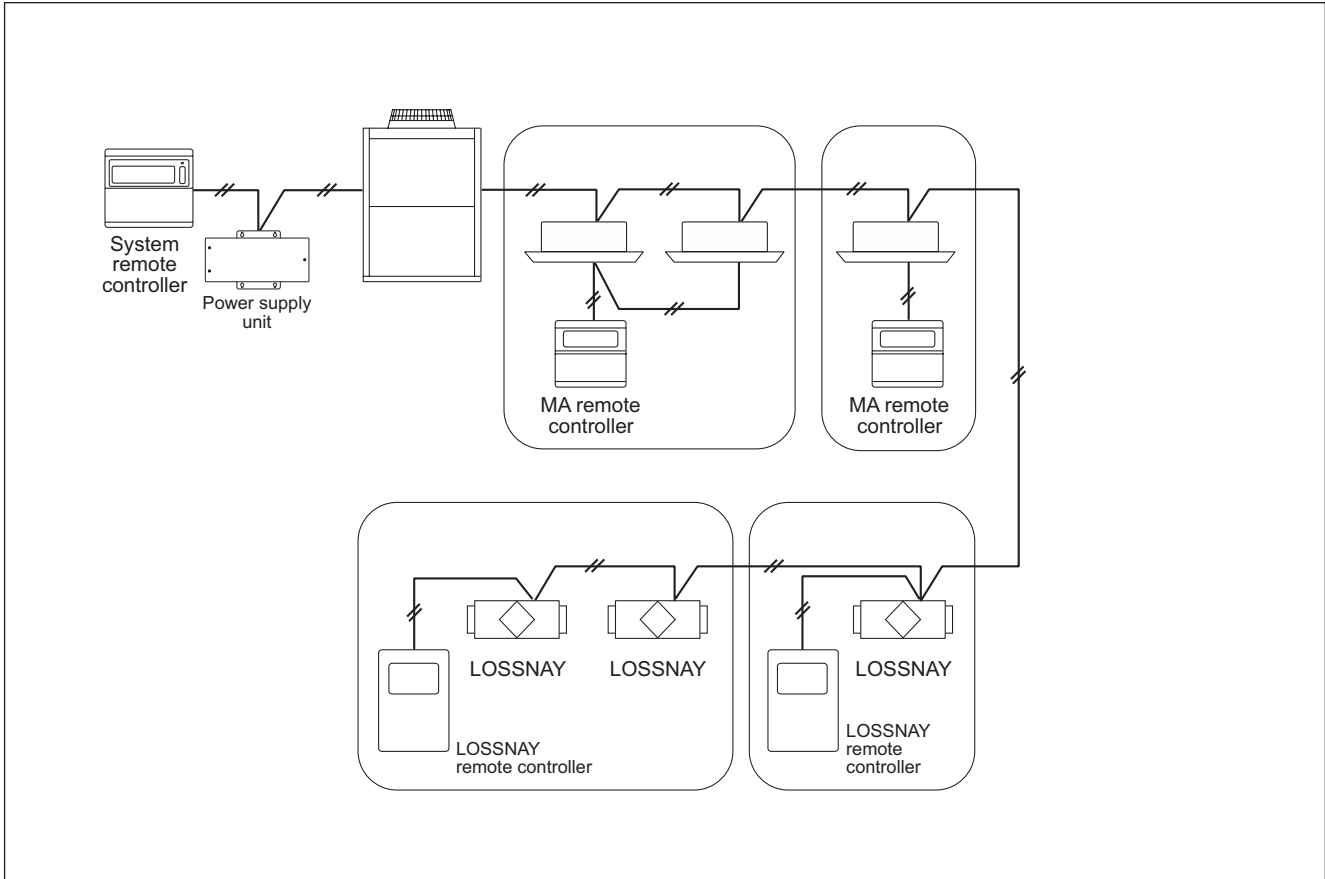 System
remote
controller
Power supply
unit
MA remote
controller
MA remote
controller
LOSSNAY
LOSSNAY
LOSSNAY
remote controller
LOSSNAY
LOSSNAY
remote
controller